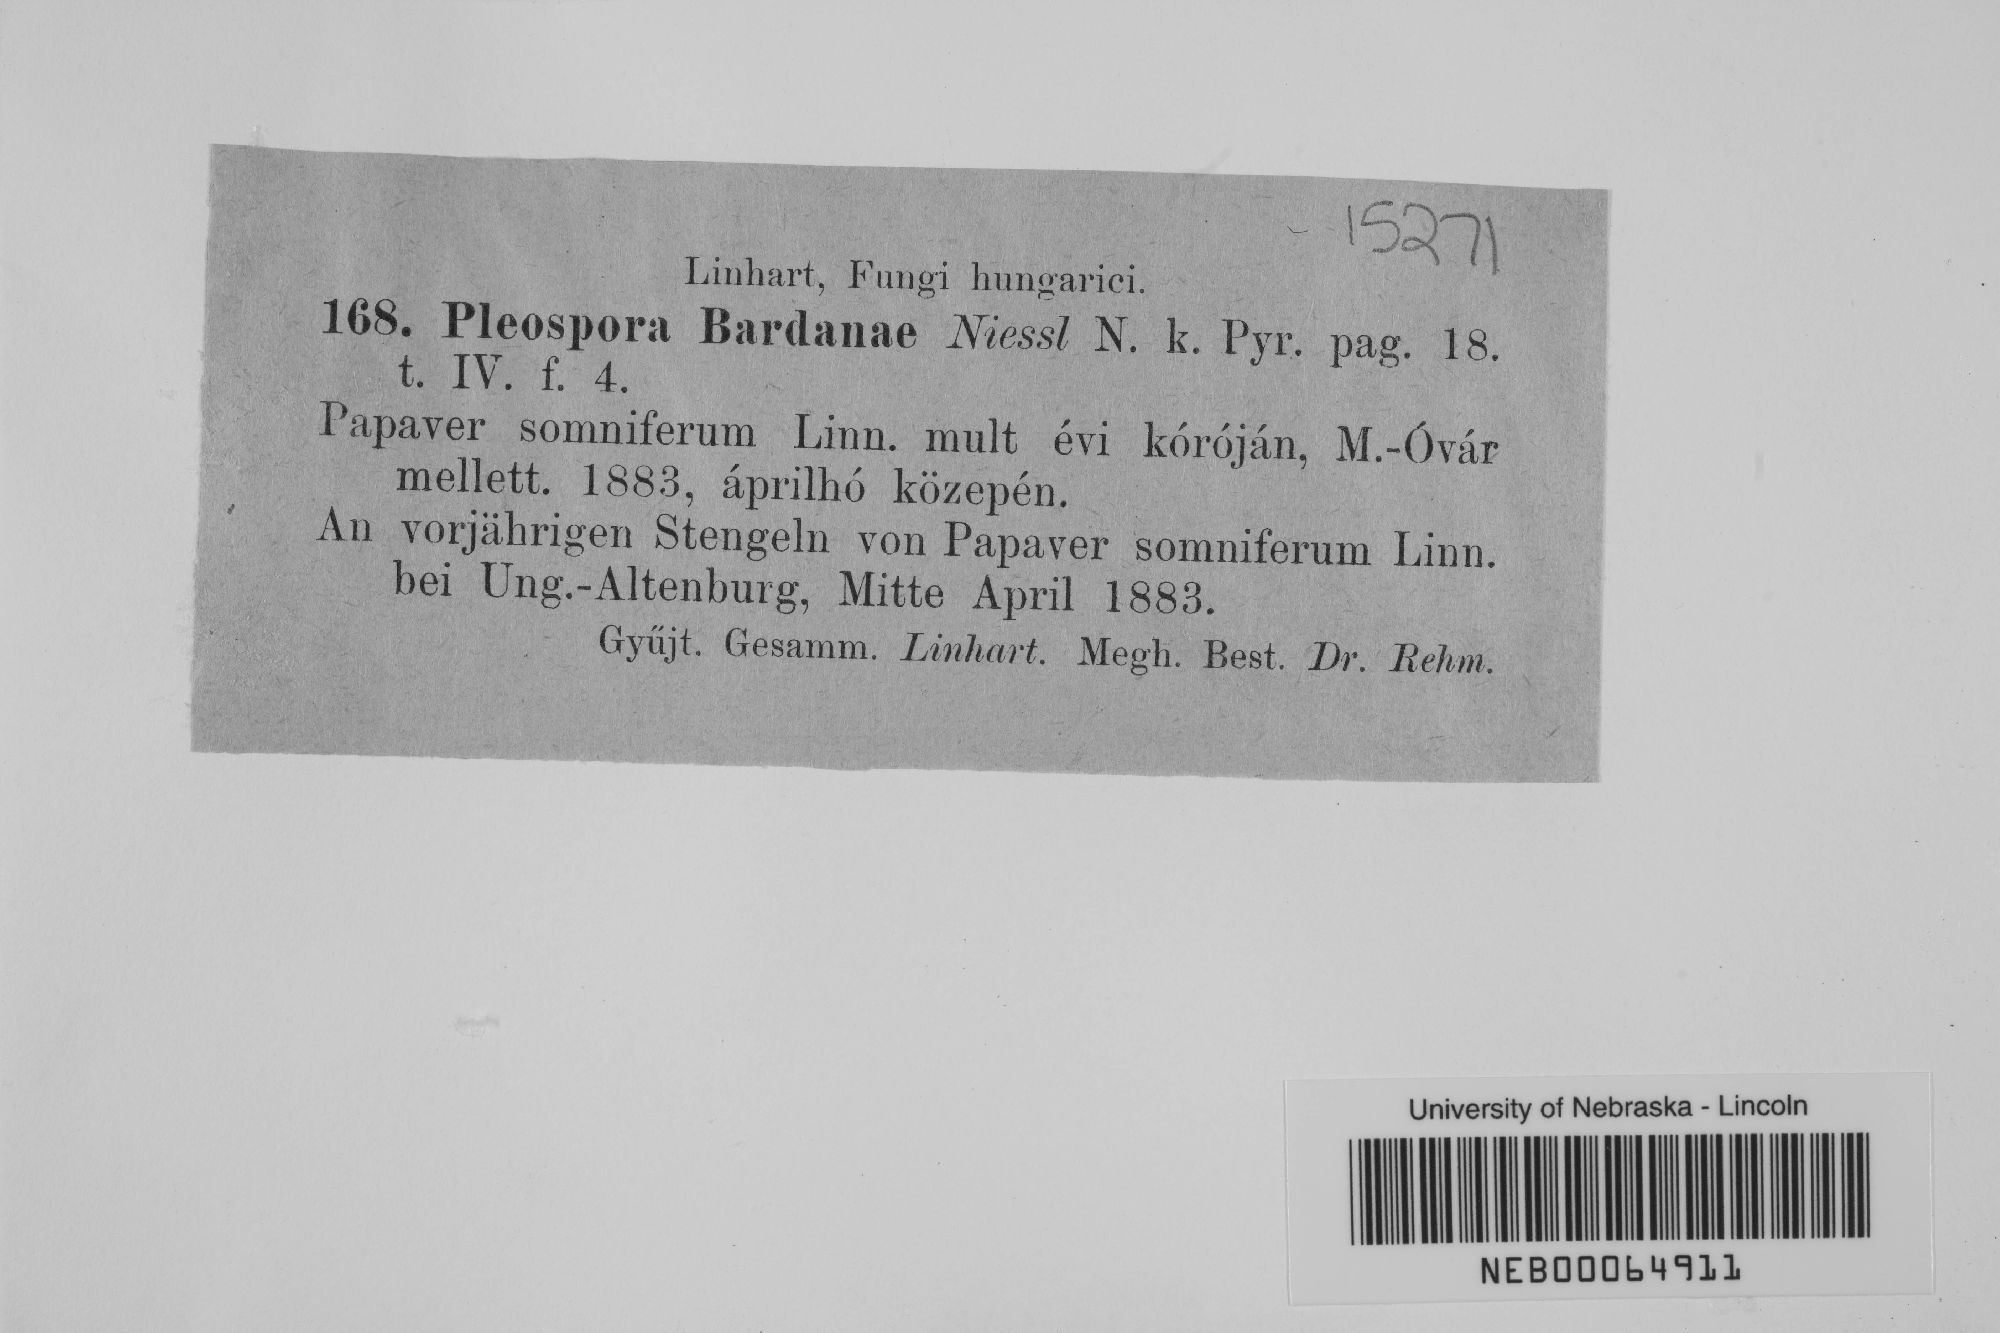 15271
Linhart, Fungi hungarici.
168. Pleospora Bardanae Niessl N. k. Pyr. pag. 18.
t. IV. f. 4.
Papaver somniferum Linn. mult évi kóróján, M.-Óvár
mellett. 1883, áprilhó közepén.
An vorjährigen Stengeln von Papaver somniferum Linn.
bei Ung.-Altenburg, Mitte April 1883.
Gyűjt. Gesamm. Linhart. Megh. Best. Dr. Rehm.
University of Nebraska - Lincoln
NEB00064911